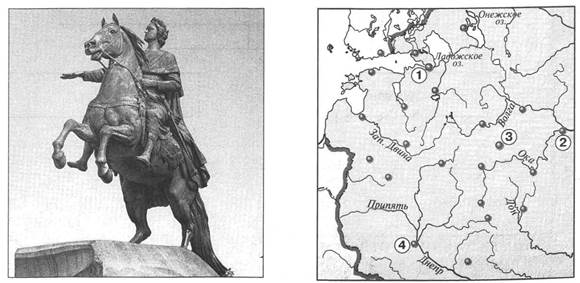 Онежское
оз.
Ладожское
оз.
1
Волга
2
3
Зап. Двина
Ока
Припять
Дон
4
Днепр